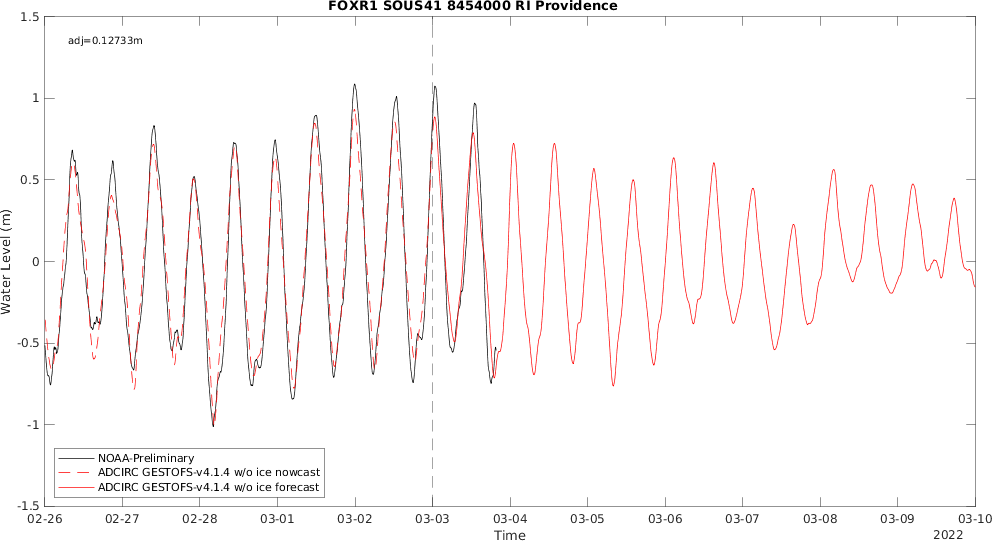 FOXR1 SOUS41 8454000 RI Providence
adj=0.12733m
1.5
1
0.5
0
-0.5
-1
-1.5
Water Level (m)
NOAA-Preliminary
ADCIRC GESTOFS-v4.1.4 w/o ice nowcast
ADCIRC GESTOFS-v4.1.4 w/o ice forecast
02-26 02-27 02-28 03-01 03-02 03-03 03-04 03-05 03-06 03-07 03-08 03-09 03-10
Time
2022